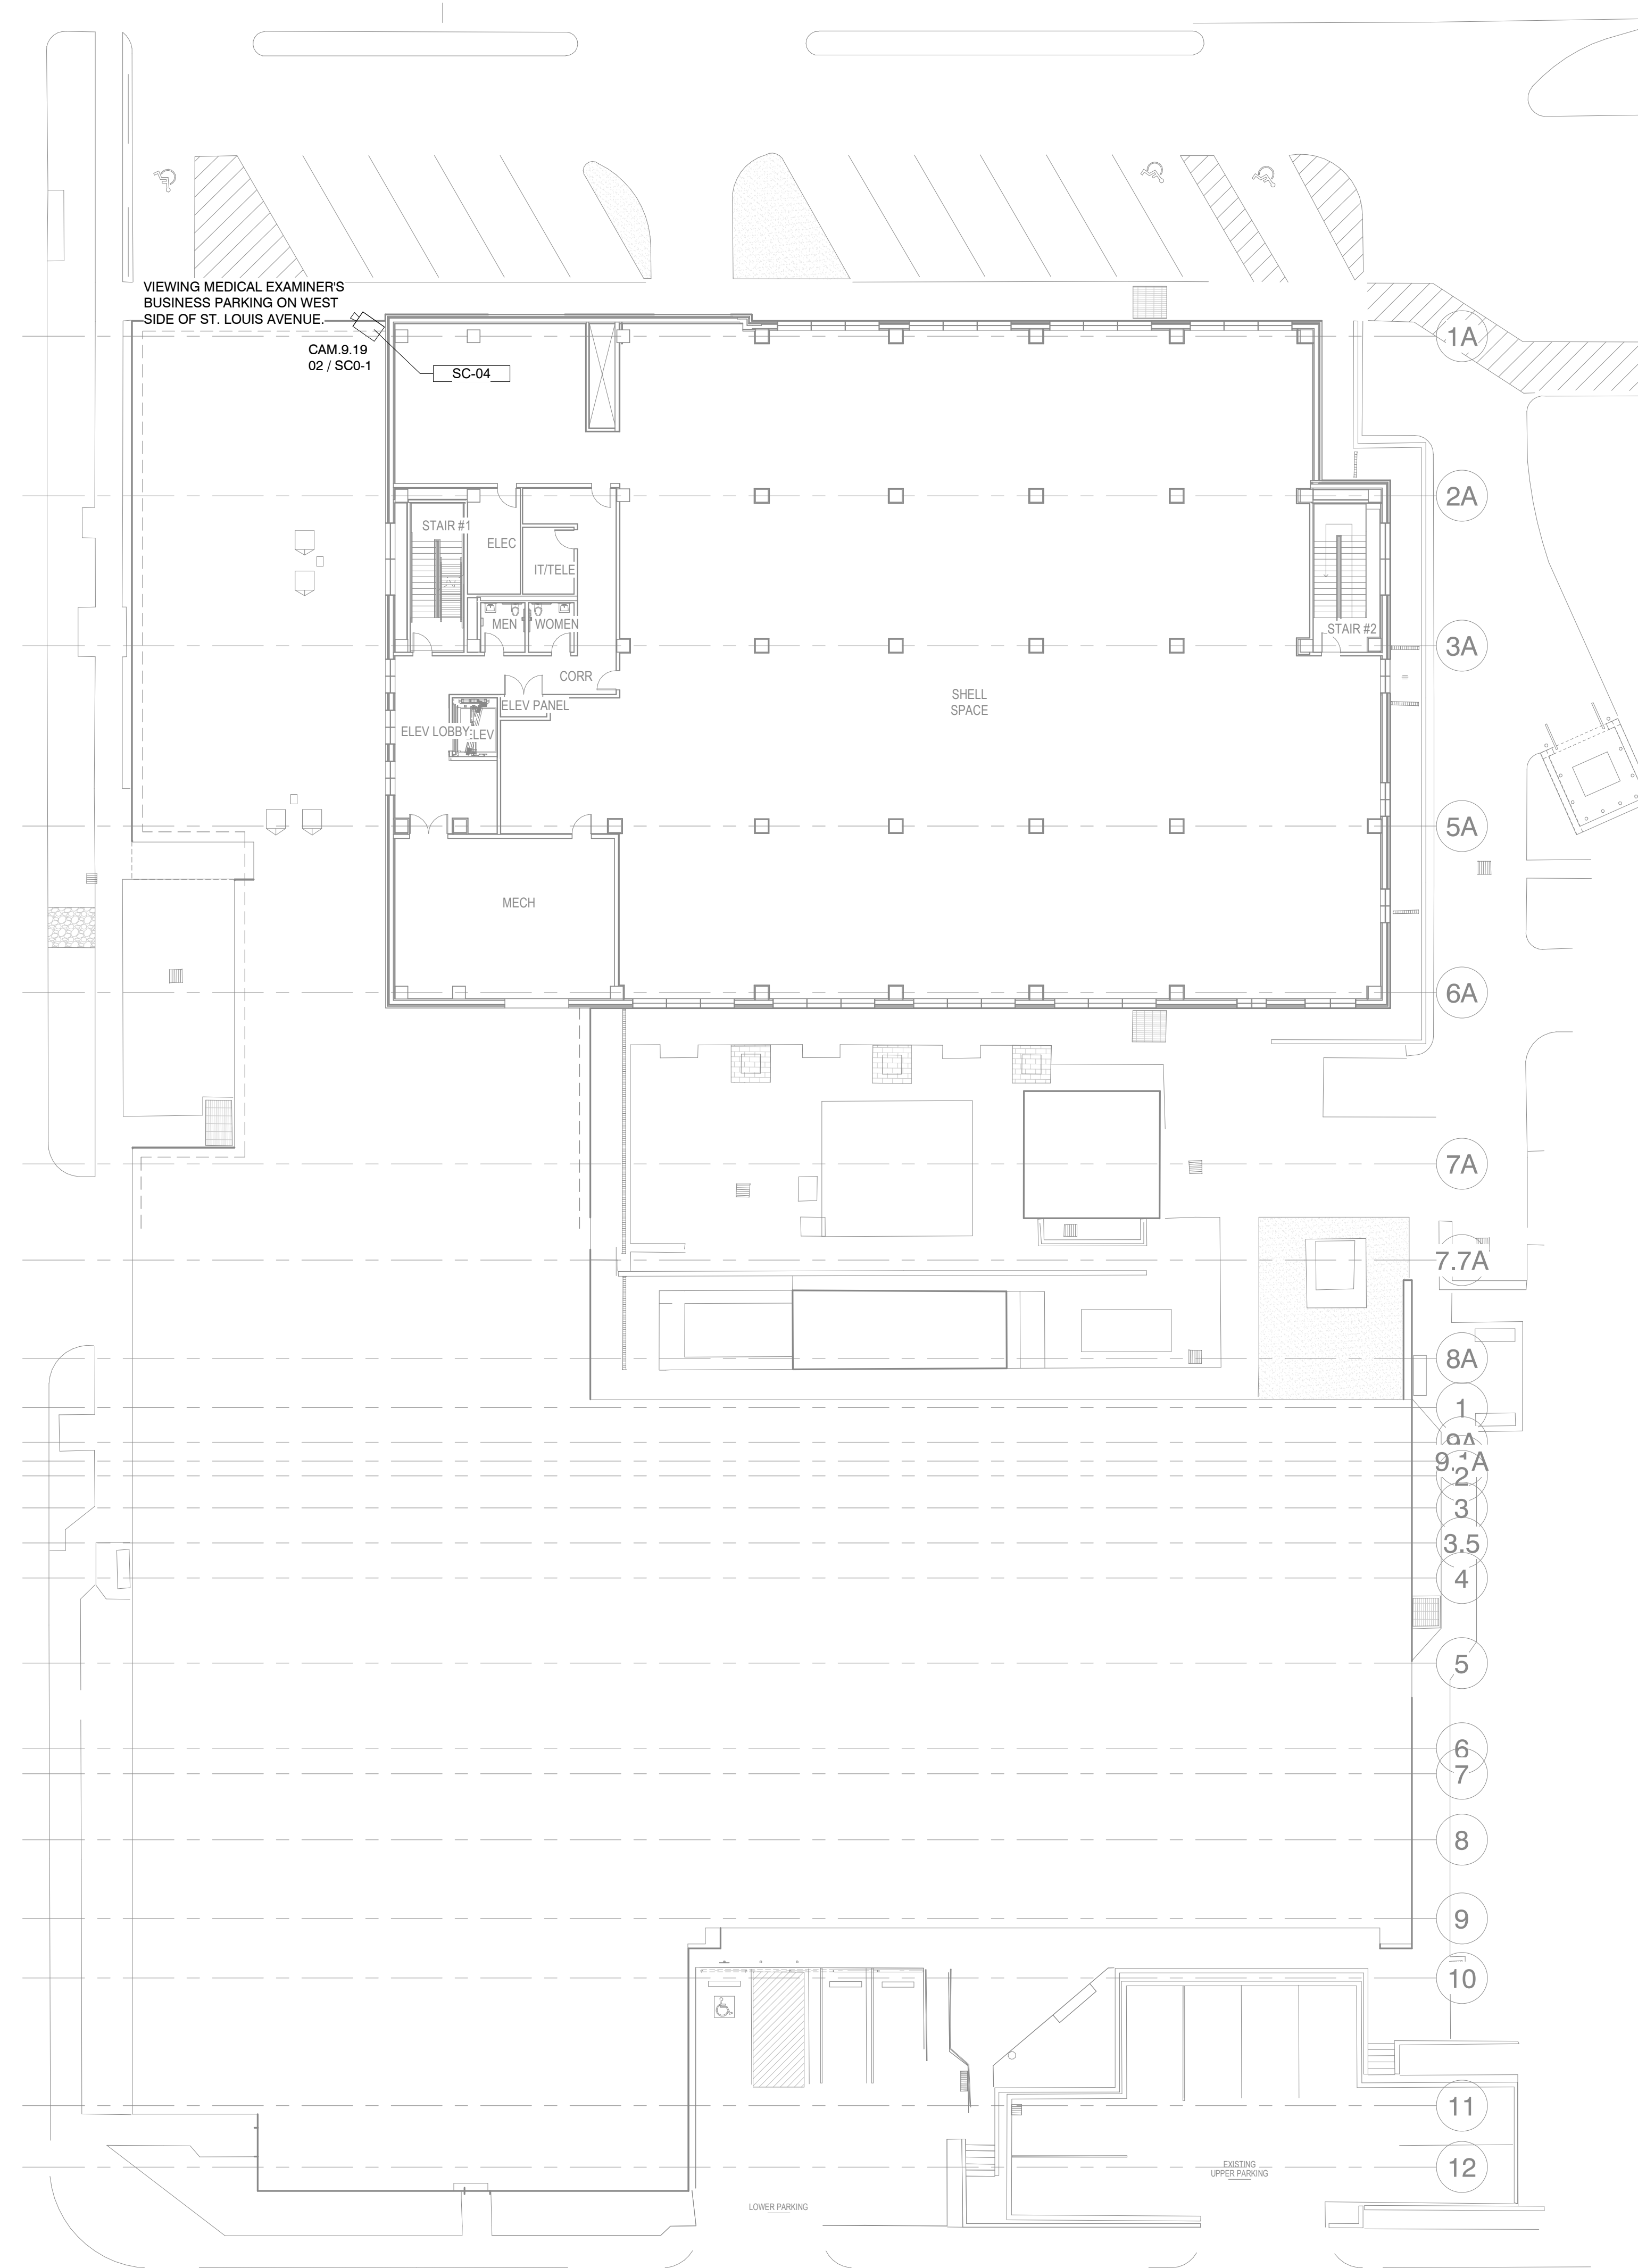 VIEWING MEDICAL EXAMINER'S
BUSINESS PARKING ON WEST
SIDE OF ST. LOUIS AVENUE.
CAM.9.19
02 / SC0-1
SC-04
1A
2A
STAIR #1
ELEC
IT/TELE
MEN
WOMEN
STAIR #2
3A
CORR
SHELL
SPACE
ELEV PANEL
ELEV LOBBY
ELEV
5A
MECH
6A
7A
7.7A
8A
1
9A
9.1A
2
3
3.5
4
5
6
7
8
9
10
11
12
EXISTING
UPPER PARKING
LOWER PARKING